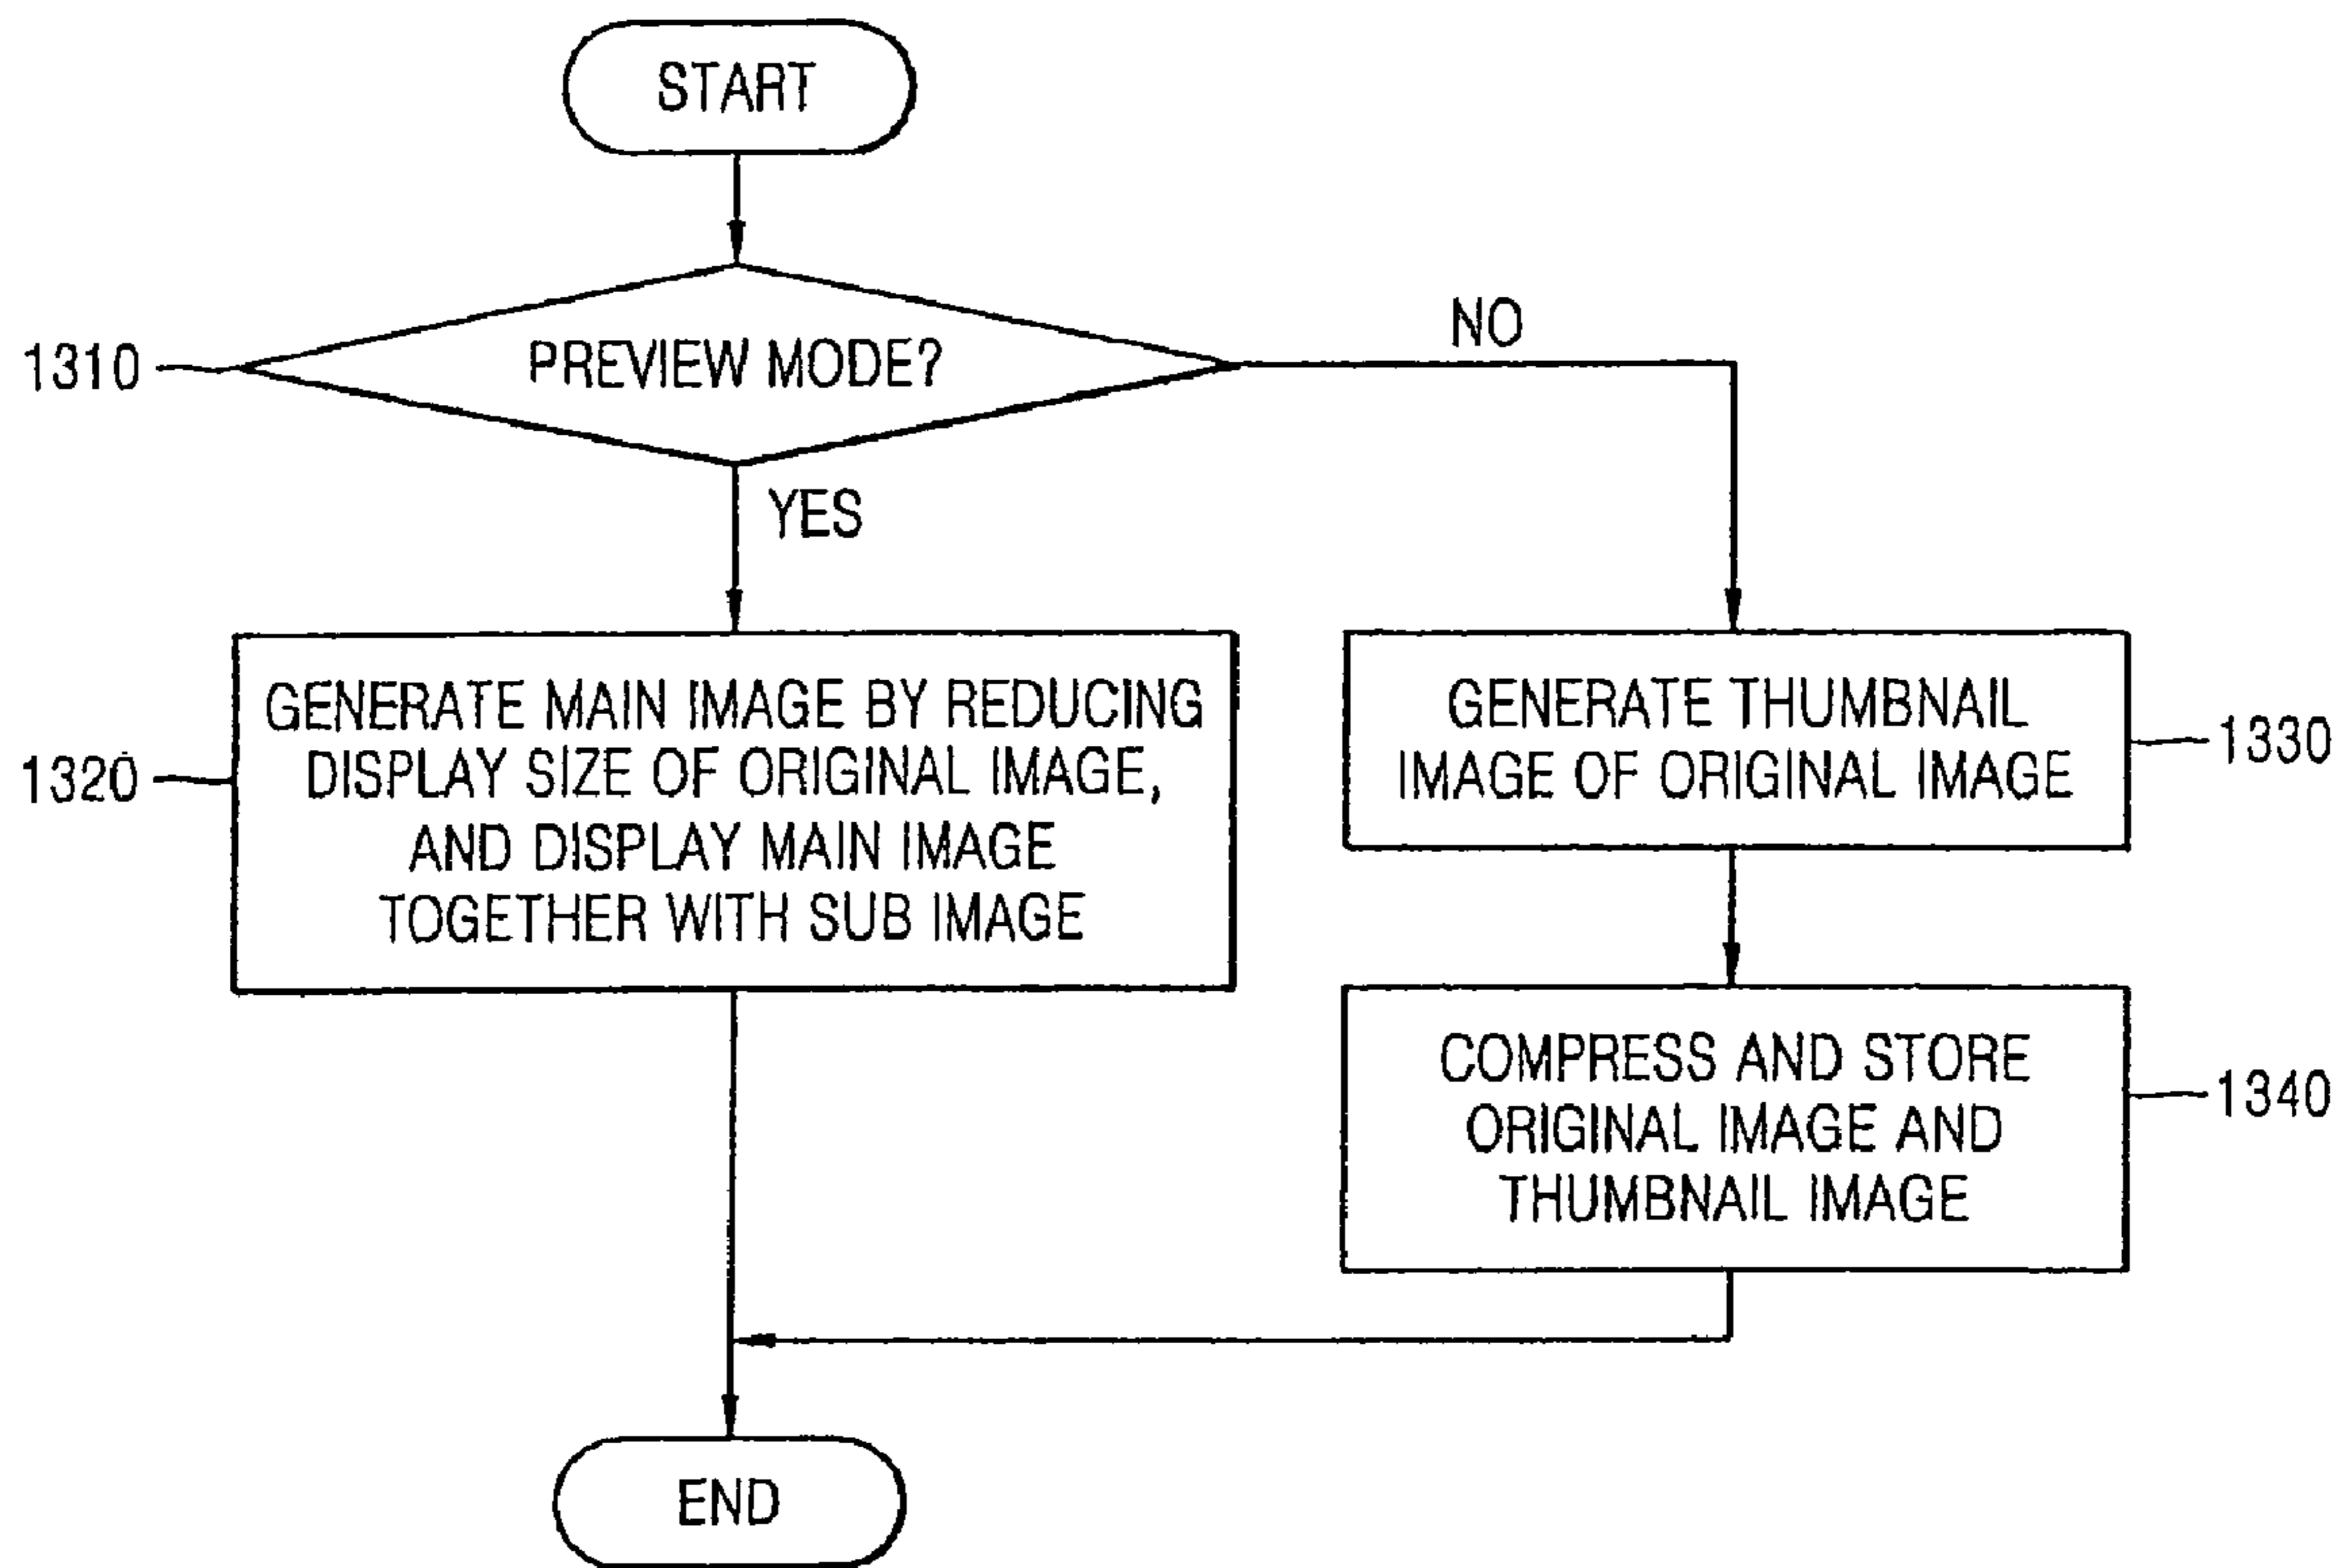 START
1310
PREVIEW MODE?
NO
YES
1320
GENERATE MAIN IMAGE BY REDUCING
DISPLAY SIZE OF ORIGINAL IMAGE,
AND DISPLAY MAIN IMAGE
TOGETHER WITH SUB IMAGE
GENERATE THUMBNAIL
IMAGE OF ORIGINAL IMAGE
1330
COMPRESS AND STORE
ORIGINAL IMAGE AND
THUMBNAIL IMAGE
1340
END